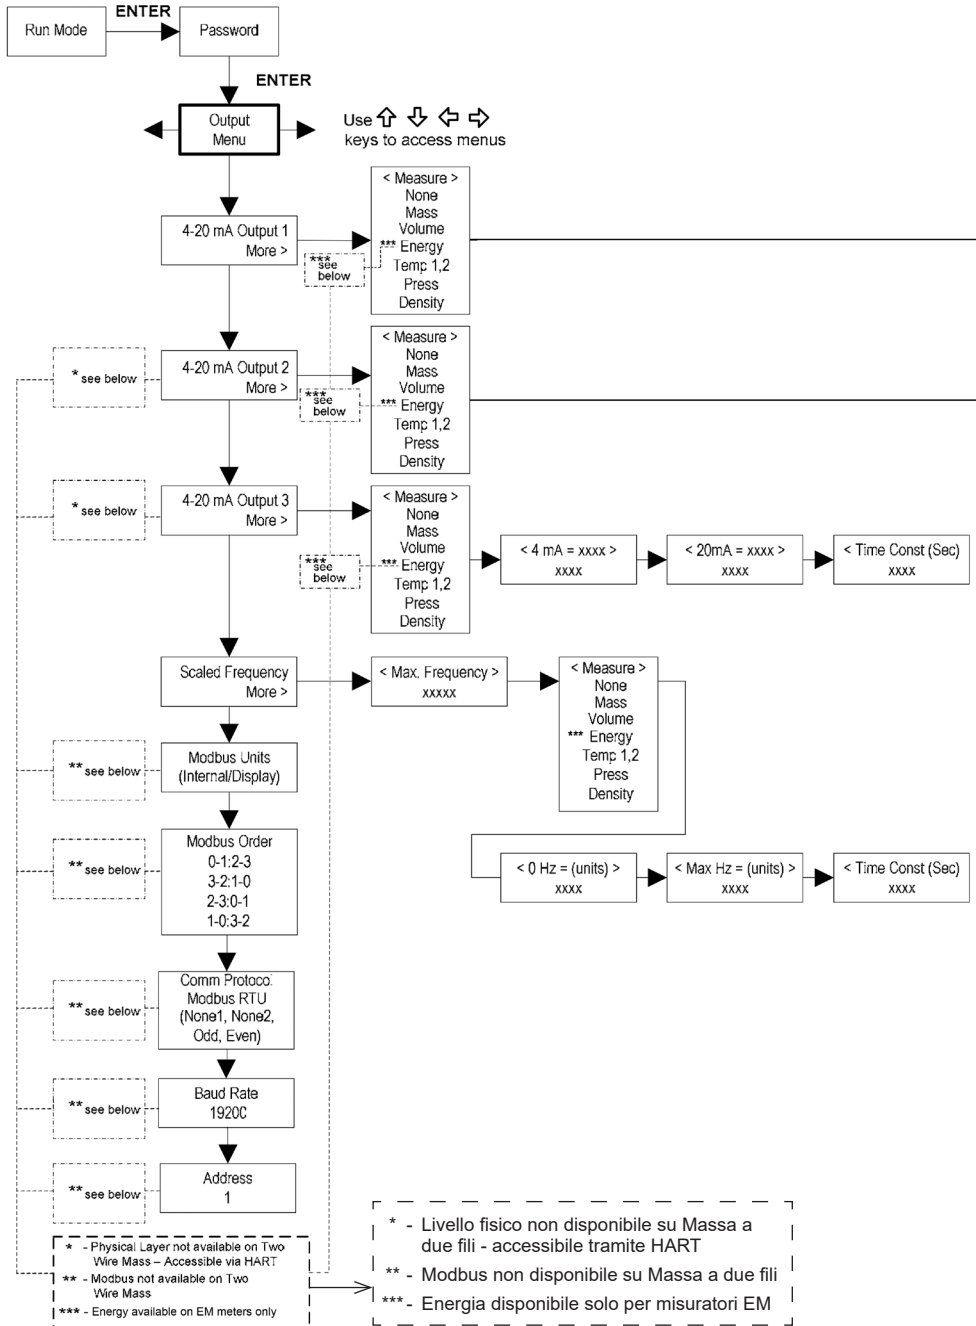 ENTER
Run Mode
Password
ENTER
Output
Menu
Use
keys to access menus
4-20 mA Output 1
More >
*** see
below
< Measure >
None
Mass
Volume
*** Energy
Temp 1,2
Press
Density
* see below
4-20 mA Output 2
More >
*** see
below
< Measure >
None
Mass
Volume
*** Energy
Temp 1,2
Press
Density
* see below
4-20 mA Output 3
More >
*** see
below
< Measure >
None
Mass
Volume
*** Energy
Temp 1,2
Press
Density
< 4 mA = xxxx >
xxxx
< 20mA = xxxx >
xxxx
< Time Const (Sec)
xxxx
Scaled Frequency
More >
< Max. Frequency >
xxxxx
< Measure >
None
Mass
Volume
*** Energy
Temp 1,2
Press
Density
< 0 Hz = (units) >
xxxx
< Max Hz = (units) >
xxxx
< Time Const (Sec)
xxxx
** see below
Modbus Units
(Internal/Display)
** see below
Modbus Order
0-1:2-3
3-2:1-0
2-3:0-1
1-0:3-2
** see below
Comm Protocol
Modbus RTU
(None1, None2,
Odd, Even)
** see below
Baud Rate
19200
** see below
Address
1
* - Physical Layer not available on Two
Wire Mass – Accessible via HART
** - Modbus not available on Two
Wire Mass
*** - Energy available on EM meters only
* - Livello fisico non disponibile su Massa a
due fili - accessibile tramite HART
** - Modbus non disponibile su Massa a due fili
*** - Energia disponibile solo per misuratori EM